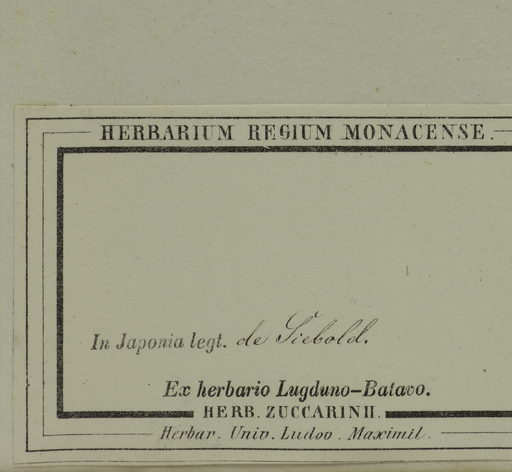 HERBARIUM REGIUM MONACENSE.
In Japonia legt. de Siebold.
Ex herbario Lugduno-Batavo.
HERB. ZUCCARINII.
Herbar. Univ. Ludov. Maximil.